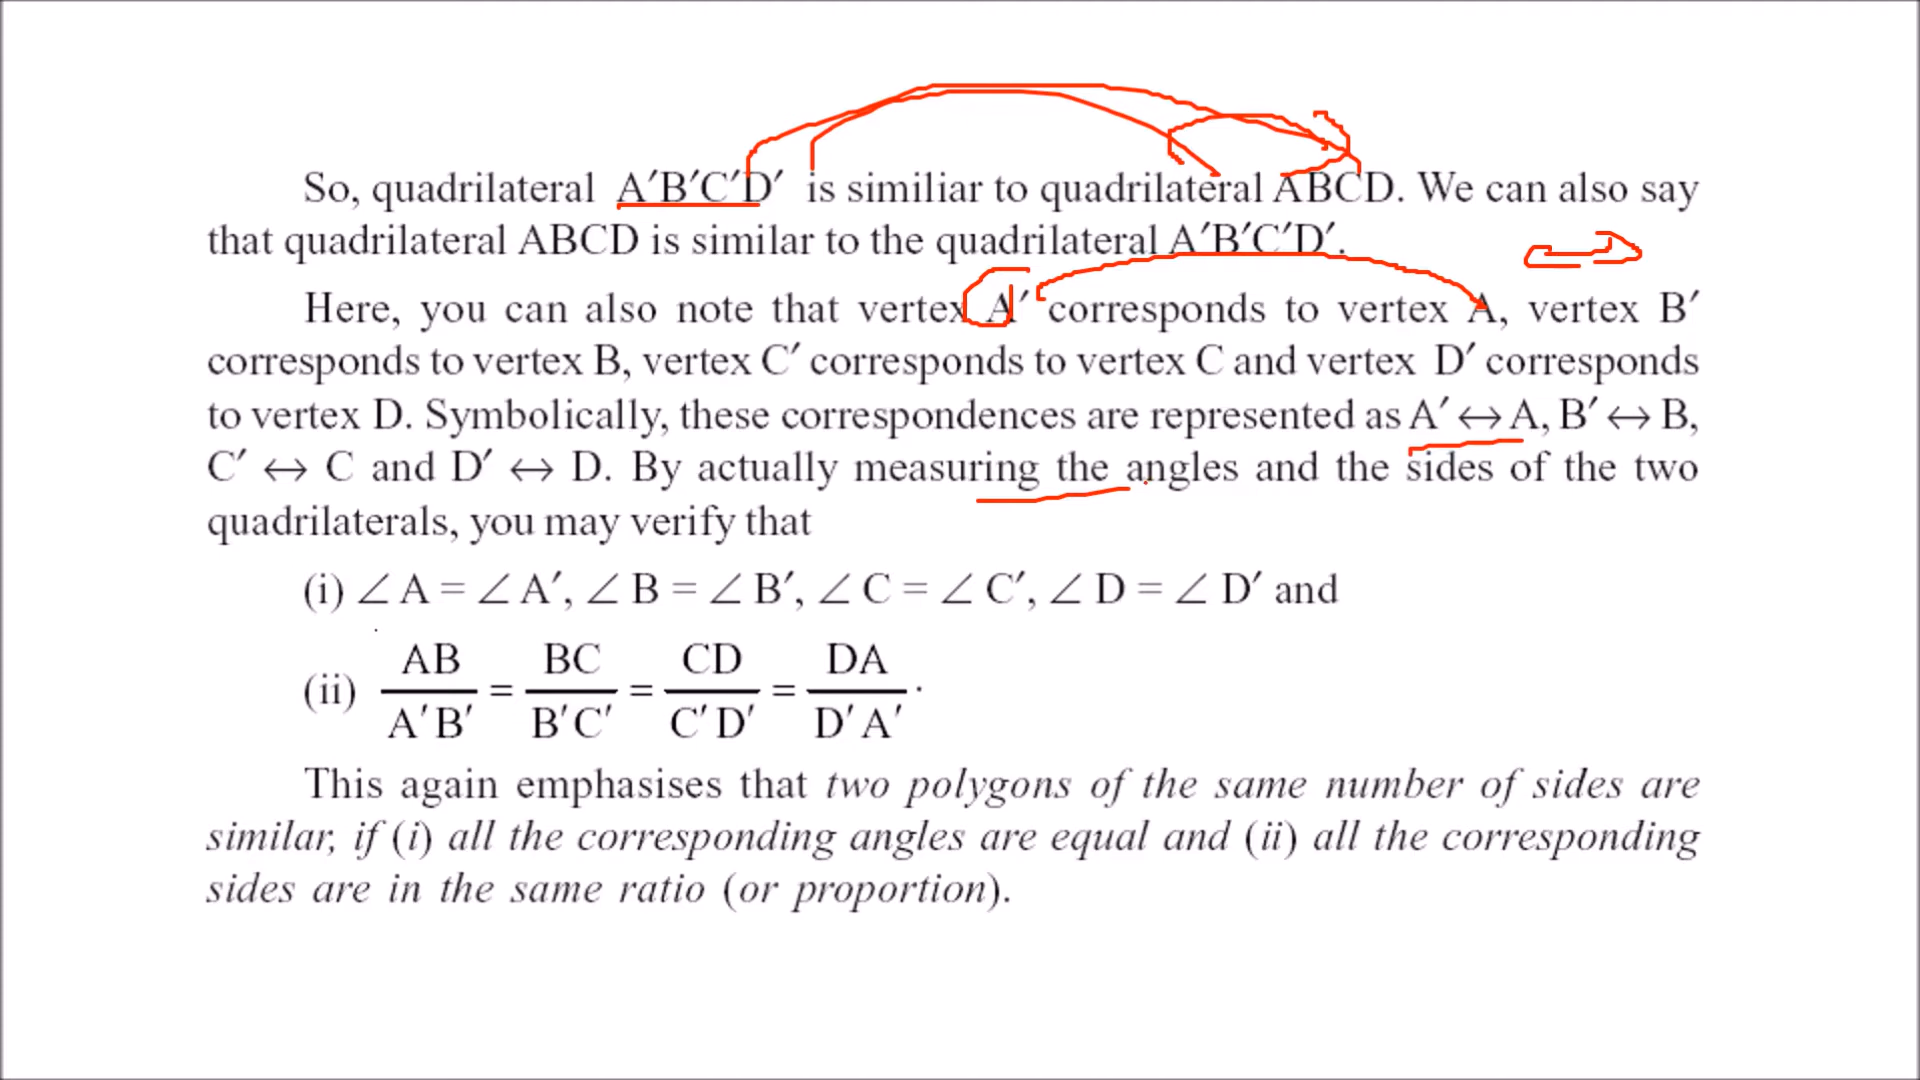 So, quadrilateral A′B′C′D′ is similiar to quadrilateral ABCD. We can also say
that quadrilateral ABCD is similar to the quadrilateral A′B′C′D′.
Here, you can also note that vertex A′ corresponds to vertex A, vertex B′
corresponds to vertex B, vertex C′ corresponds to vertex C and vertex D′ corresponds
to vertex D. Symbolically, these correspondences are represented as A′ ↔ A, B′ ↔ B,
C′ ↔ C and D′ ↔ D. By actually measuring the angles and the sides of the two
quadrilaterals, you may verify that
(i) ∠ A = ∠ A′, ∠ B = ∠ B′, ∠ C = ∠ C′, ∠ D = ∠ D′ and
(ii) AB/A′B′ = BC/B′C′ = CD/C′D′ = DA/D′A′.
This again emphasises that two polygons of the same number of sides are
similar, if (i) all the corresponding angles are equal and (ii) all the corresponding
sides are in the same ratio (or proportion).